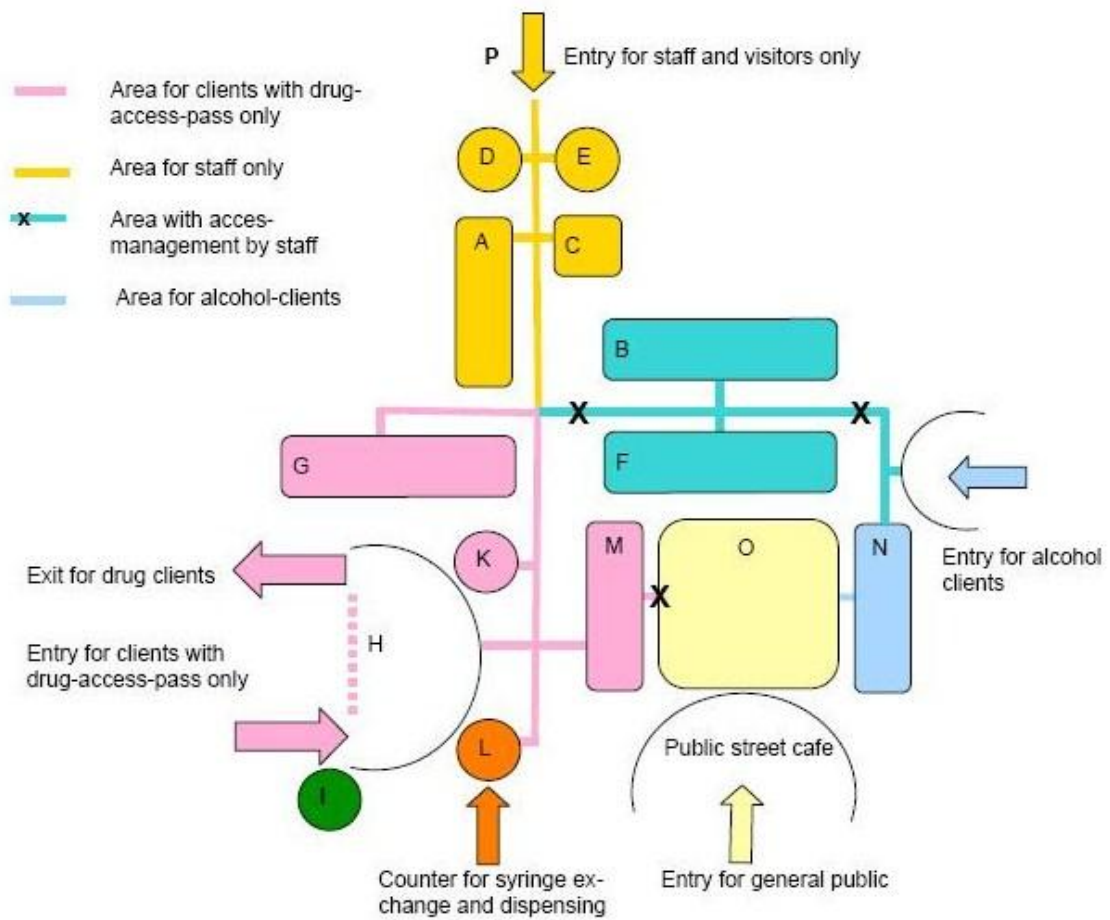 P
Entry for staff and visitors only
Area for clients with drug-
access-pass only
Area for staff only
X
Area with acces-
management by staff
Area for alcohol-clients
D
E
A
C
B
X
X
F
G
Entry for alcohol
clients
K
M
X
O
N
Exit for drug clients
H
Entry for clients with
drug-access-pass only
L
I
Public street cafe
Counter for syringe ex-
change and dispensing
Entry for general public